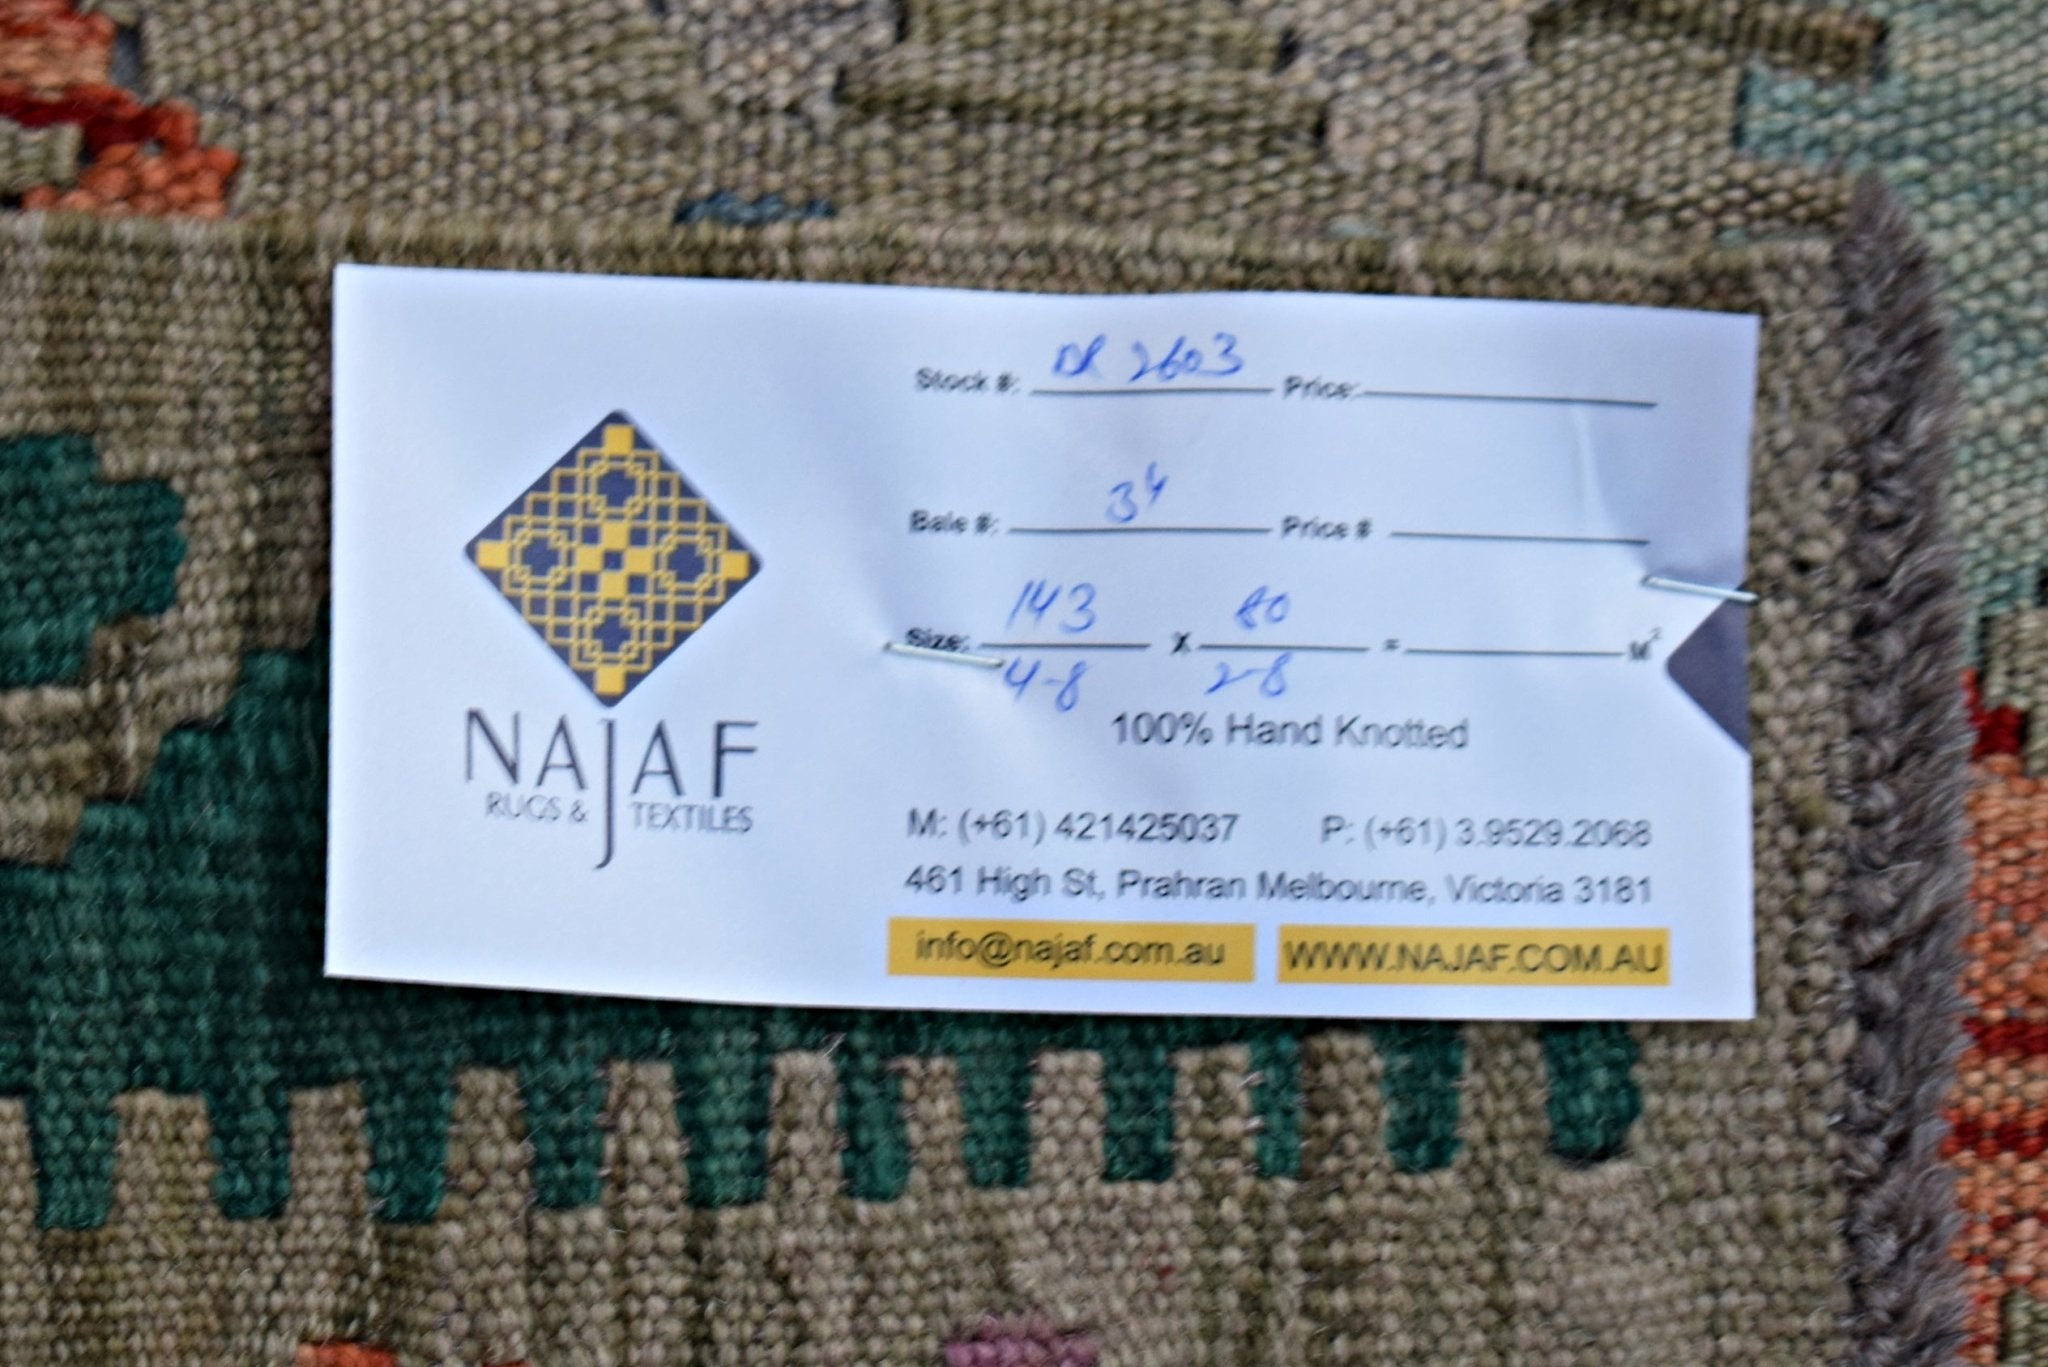 NAJAF
RUGS & TEXTILES
Stock #: DR 2603 Price:
Bale #: 34 Price #
Size: 143 X 80 = M²
4-8 2-8
100% Hand Knotted
M: (+61) 421425037 P: (+61) 3.9529.2068
461 High St, Prahran Melbourne, Victoria 3181
info@najaf.com.au WWW.NAJAF.COM.AU